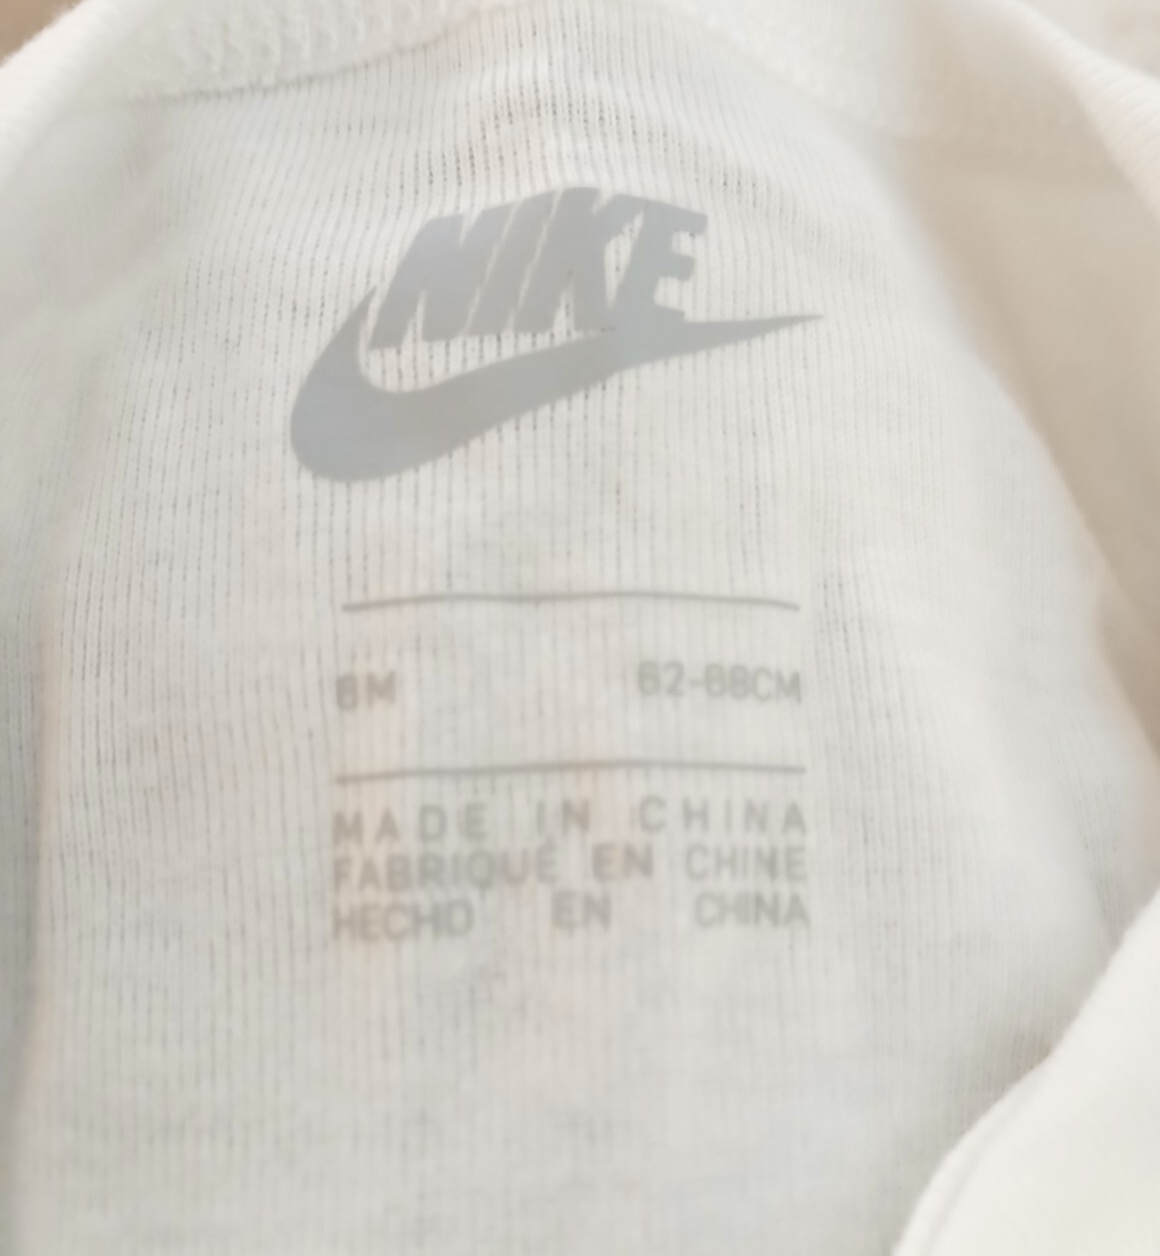 NIKE
6M 62-68CM
MADE IN CHINA
FABRIQUÉ EN CHINE
HECHO EN CHINA